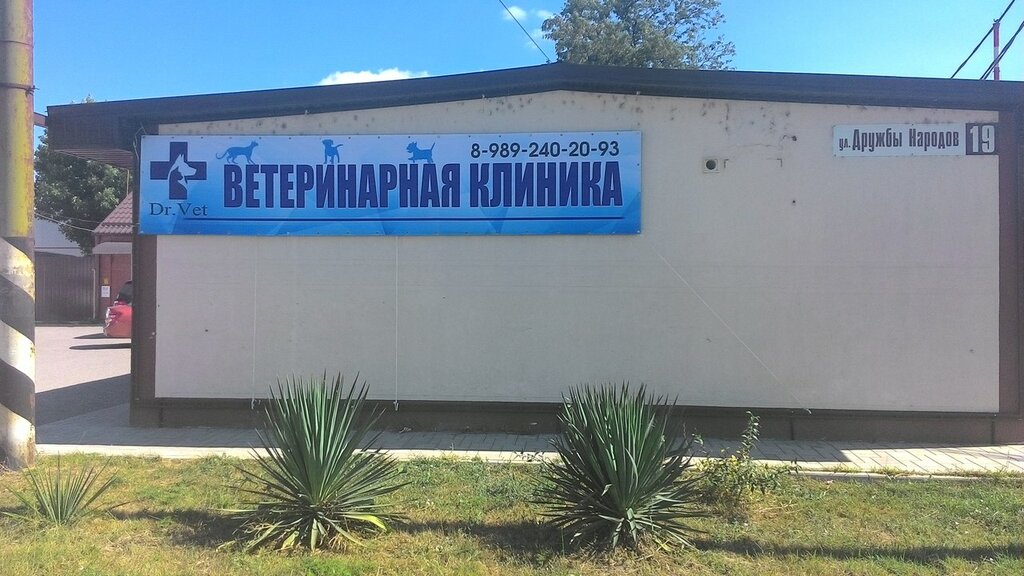 8-989-240-20-93
ВЕТЕРИНАРНАЯ КЛИНИКА
Dr.Vet
ул. Дружбы Народов 19